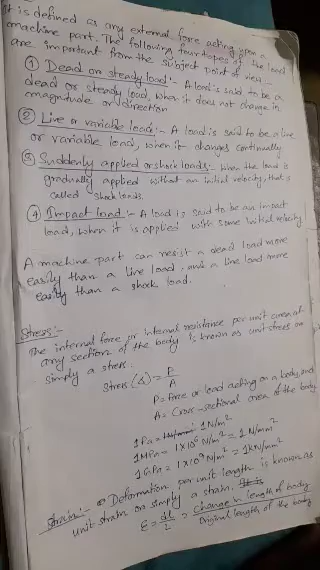 It is defined as any external force acting upon a
machine part. The following four types of the load
are important from the subject point of view :-
① Dead or steady load :- A load is said to be a
dead or steady load, when it does not change in
magnitude or direction
② Live or variable loads :- A load is said to be a live
or variable load, when it changes continually
③ Suddenly applied or shock loads :- When the load is
gradually applied without an initial velocity, that is
called shock loads.
④ Impact load :- A load is said to be an impact
load, when it is applied with some initial velocity
A machine part can resist a dead load more
easily than a live load, and a live load more
easily than a shock load.
Stress :-
The internal force or internal resistance per unit area at
any section of the body is known as unit stress or
simply a stress.
Stress (Δ) = P/A
P = Force or load acting on a body, and
A = Cross-sectional area of the body
1 Pa = 1 N/m²
1 MPa = 1×10⁶ N/m² = 1 N/mm²
1 GPa = 1×10⁹ N/m² = 1 kN/mm²
Strain :- Deformation per unit length is known as
unit strain or simply a strain.
ε = dl/l = change in length of body / Original length of the body